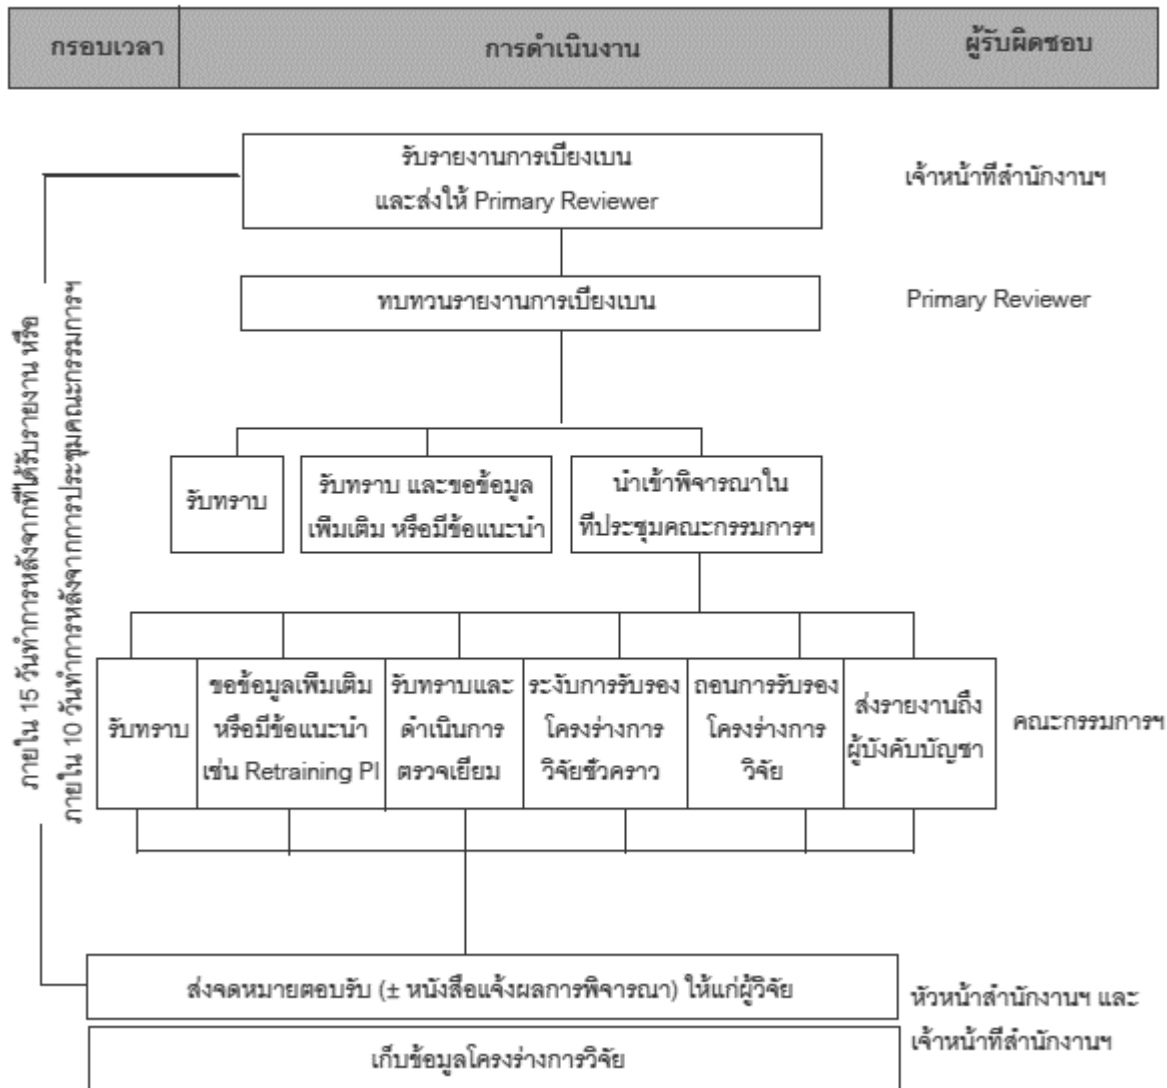 กรอบเวลา
การดำเนินงาน
ผู้รับผิดชอบ
รับรายงานการเบี่ยงเบน
และส่งให้ Primary Reviewer
เจ้าหน้าที่สำนักงานฯ
ทบทวนรายงานการเบี่ยงเบน
Primary Reviewer
ภายใน 15 วันทำการหลังจากที่ได้รับรายงาน หรือ
ภายใน 10 วันทำการหลังจากการประชุมคณะกรรมการฯ
รับทราบ
รับทราบ และขอข้อมูล
เพิ่มเติม หรือมีข้อแนะนำ
นำเข้าพิจารณาใน
ที่ประชุมคณะกรรมการฯ
รับทราบ
ขอข้อมูลเพิ่มเติม
หรือมีข้อแนะนำ
เช่น Retraining PI
รับทราบและ
ดำเนินการ
ตรวจเยี่ยม
ระงับการรับรอง
โครงร่างการ
วิจัยชั่วคราว
ถอนการรับรอง
โครงร่างการ
วิจัย
ส่งรายงานถึง
ผู้บังคับบัญชา
คณะกรรมการฯ
ส่งจดหมายตอบรับ (± หนังสือแจ้งผลการพิจารณา) ให้แก่ผู้วิจัย
เก็บข้อมูลโครงร่างการวิจัย
หัวหน้าสำนักงานฯ และ
เจ้าหน้าที่สำนักงานฯ